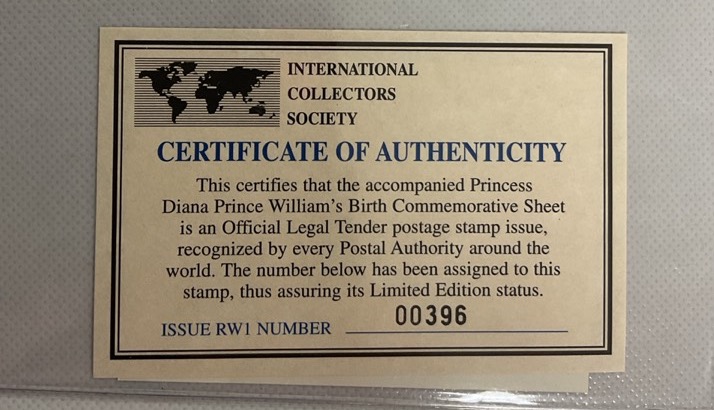 INTERNATIONAL
COLLECTORS
SOCIETY
CERTIFICATE OF AUTHENTICITY
This certifies that the accompanied Princess
Diana Prince William's Birth Commemorative Sheet
is an Official Legal Tender postage stamp issue,
recognized by every Postal Authority around the
world. The number below has been assigned to this
stamp, thus assuring its Limited Edition status.
ISSUE RW1 NUMBER 00396